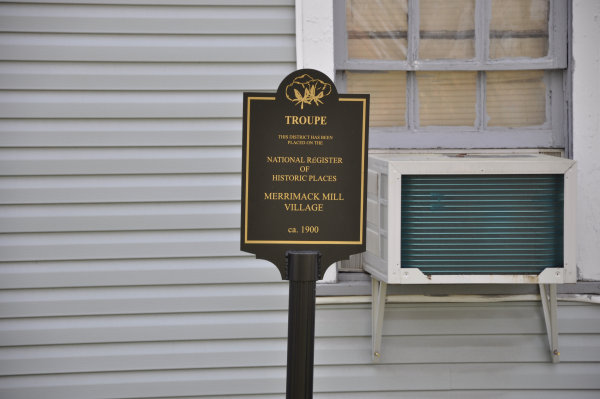 TROUPE
THIS DISTRICT HAS BEEN
PLACED ON THE
NATIONAL REGISTER
OF
HISTORIC PLACES
MERRIMACK MILL
VILLAGE
ca. 1900